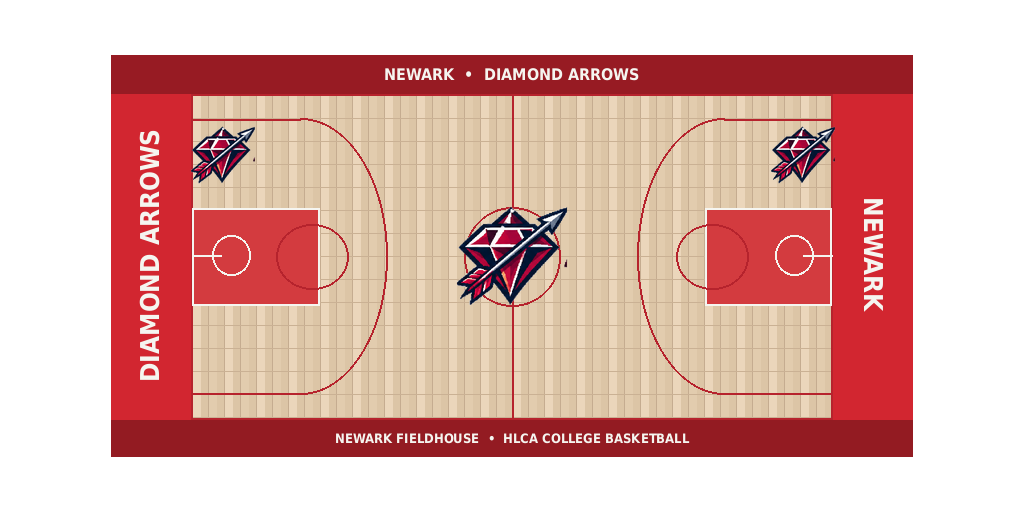 NEWARK • DIAMOND ARROWS
DIAMOND ARROWS
NEWARK
NEWARK FIELDHOUSE • HLCA COLLEGE BASKETBALL